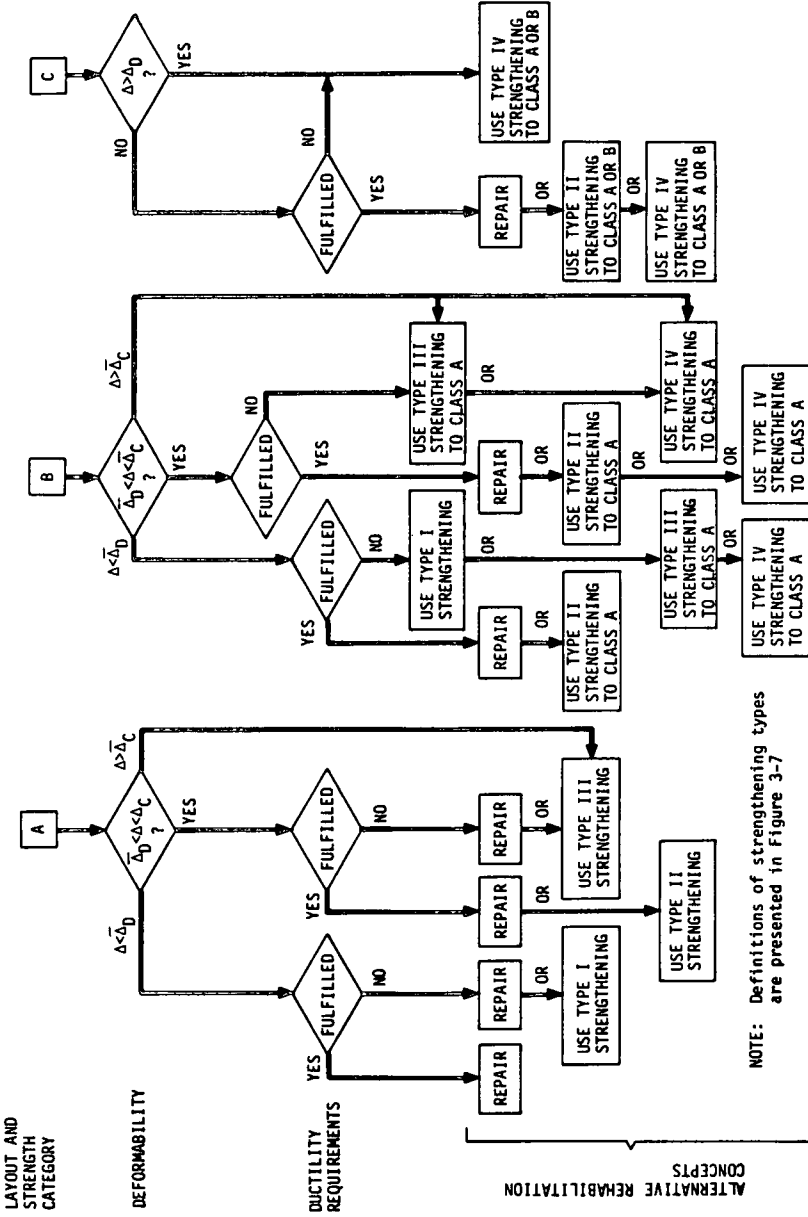 LAYOUT AND
STRENGTH
CATEGORY
A
B
C
DEFORMABILITY
Δ<Δ̅D
Δ̅D<Δ<Δ̅C
?
Δ>Δ̅C
YES
Δ<Δ̅D
Δ̅D<Δ<Δ̅C
?
Δ>Δ̅C
YES
NO
Δ>Δ̅D
?
YES
DUCTILITY
REQUIREMENTS
YES
FULFILLED
NO
YES
FULFILLED
NO
YES
FULFILLED
NO
FULFILLED
NO
YES
FULFILLED
NO
YES
ALTERNATIVE REHABILITATION
CONCEPTS
REPAIR
REPAIR
OR
USE TYPE I
STRENGTHENING
REPAIR
OR
USE TYPE II
STRENGTHENING
REPAIR
OR
USE TYPE III
STRENGTHENING
REPAIR
OR
USE TYPE II
STRENGTHENING
TO CLASS A
USE TYPE I
STRENGTHENING
OR
USE TYPE III
STRENGTHENING
TO CLASS A
OR
USE TYPE IV
STRENGTHENING
TO CLASS A
REPAIR
OR
USE TYPE II
STRENGTHENING
TO CLASS A
OR
OR
USE TYPE IV
STRENGTHENING
TO CLASS A
USE TYPE III
STRENGTHENING
TO CLASS A
OR
USE TYPE IV
STRENGTHENING
TO CLASS A
REPAIR
OR
USE TYPE II
STRENGTHENING
TO CLASS A OR B
OR
USE TYPE IV
STRENGTHENING
TO CLASS A OR B
USE TYPE IV
STRENGTHENING
TO CLASS A OR B
NOTE: Definitions of strengthening types
are presented in Figure 3-7